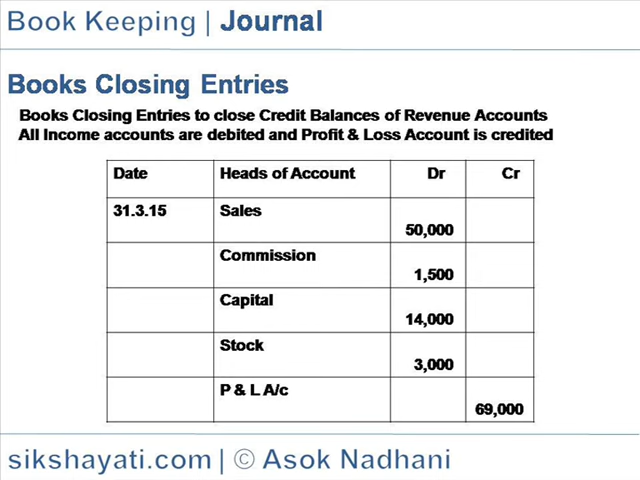 Book Keeping | Journal
Books Closing Entries
Books Closing Entries to close Credit Balances of Revenue Accounts
All Income accounts are debited and Profit & Loss Account is credited
Date Heads of Account Dr Cr
31.3.15 Sales
50,000
Commission
1,500
Capital
14,000
Stock
3,000
P & L A/c
69,000
sikshayati.com | © Asok Nadhani